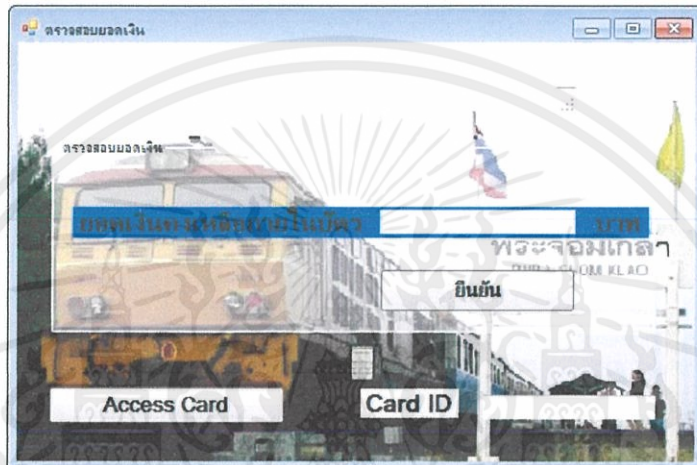 ตรวจสอบยอดเงิน
ตรวจสอบยอดเงิน
ยอดเงินคงเหลือภายในบัตร บาท
พระจอมเกลา
PHRA CHOM KLAO
ยืนยัน
Access Card Card ID